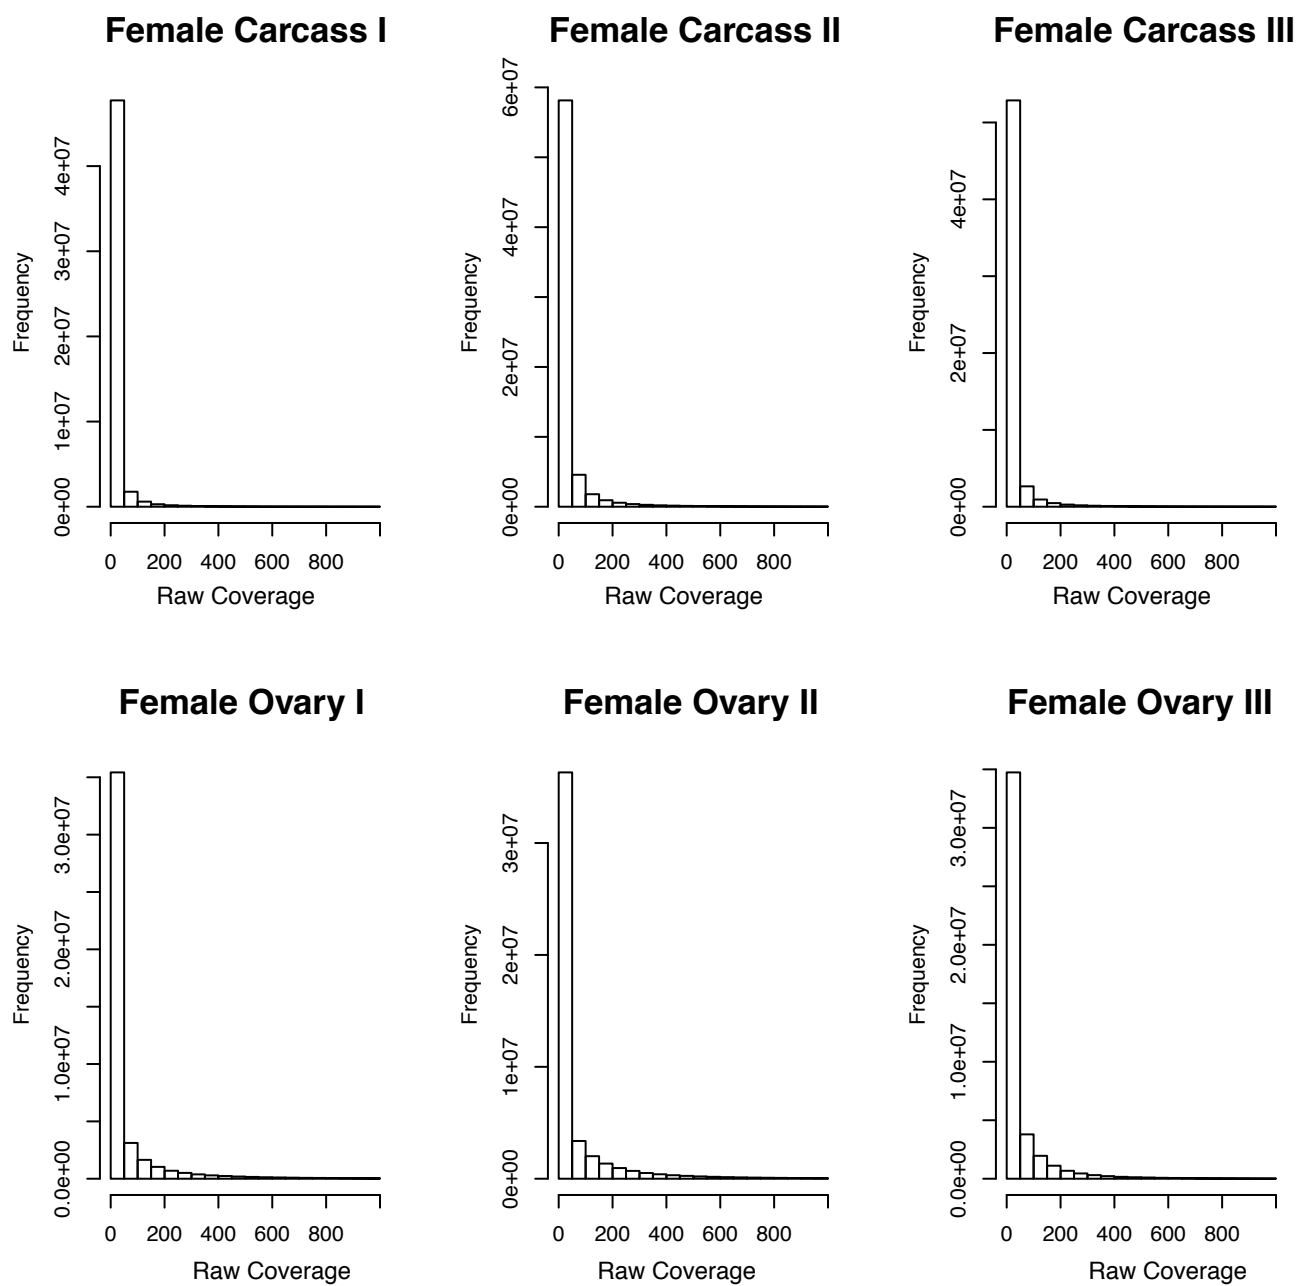 Female Carcass I
Female Carcass II
Female Carcass III
Frequency
0e+00
1e+07
2e+07
3e+07
4e+07
0 200 400 600 800
Raw Coverage
Frequency
0e+00
2e+07
4e+07
6e+07
0 200 400 600 800
Raw Coverage
Frequency
0e+00
2e+07
4e+07
0 200 400 600 800
Raw Coverage
Female Ovary I
Female Ovary II
Female Ovary III
Frequency
0.0e+00
1.0e+07
2.0e+07
3.0e+07
0 200 400 600 800
Raw Coverage
Frequency
0e+00
1e+07
2e+07
3e+07
0 200 400 600 800
Raw Coverage
Frequency
0.0e+00
1.0e+07
2.0e+07
3.0e+07
0 200 400 600 800
Raw Coverage